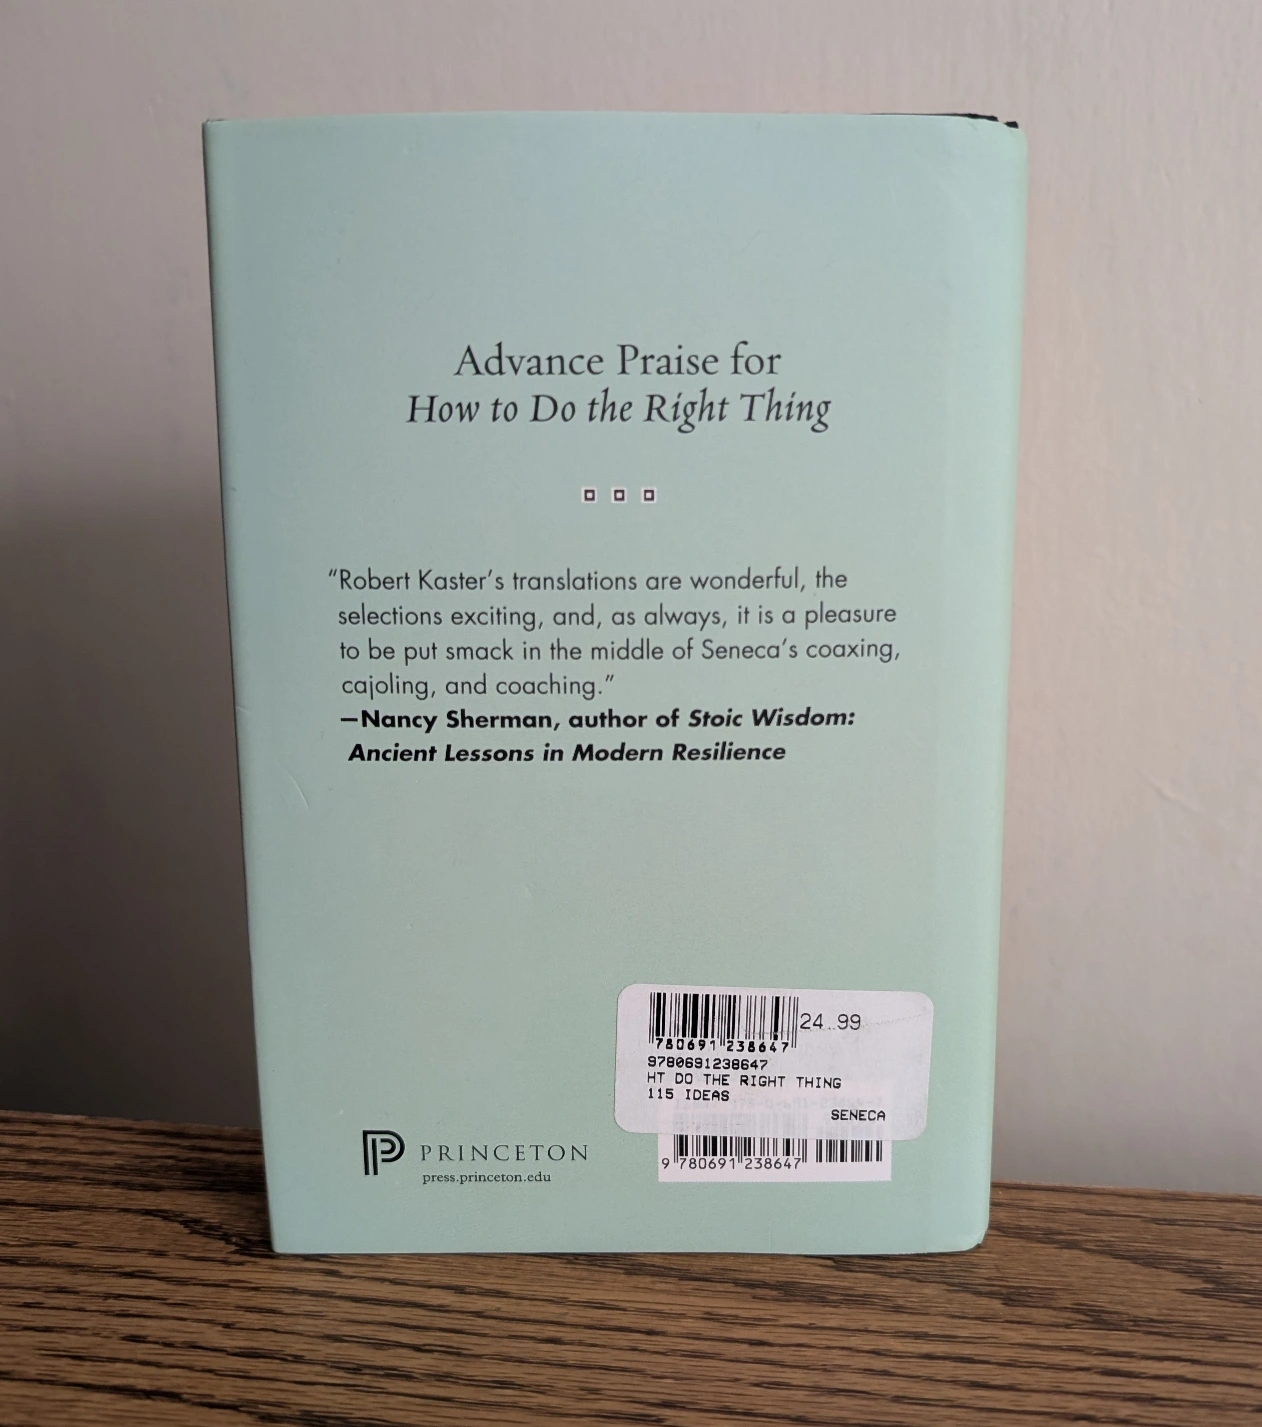 Advance Praise for
How to Do the Right Thing
“Robert Kaster’s translations are wonderful, the
selections exciting, and, as always, it is a pleasure
to be put smack in the middle of Seneca’s coaxing,
cajoling, and coaching.”
—Nancy Sherman, author of Stoic Wisdom:
Ancient Lessons in Modern Resilience
24.99
780691 238647
9780691238647
HT DO THE RIGHT THING
115 IDEAS
SENECA
PRINCETON
press.princeton.edu
9 780691 238647